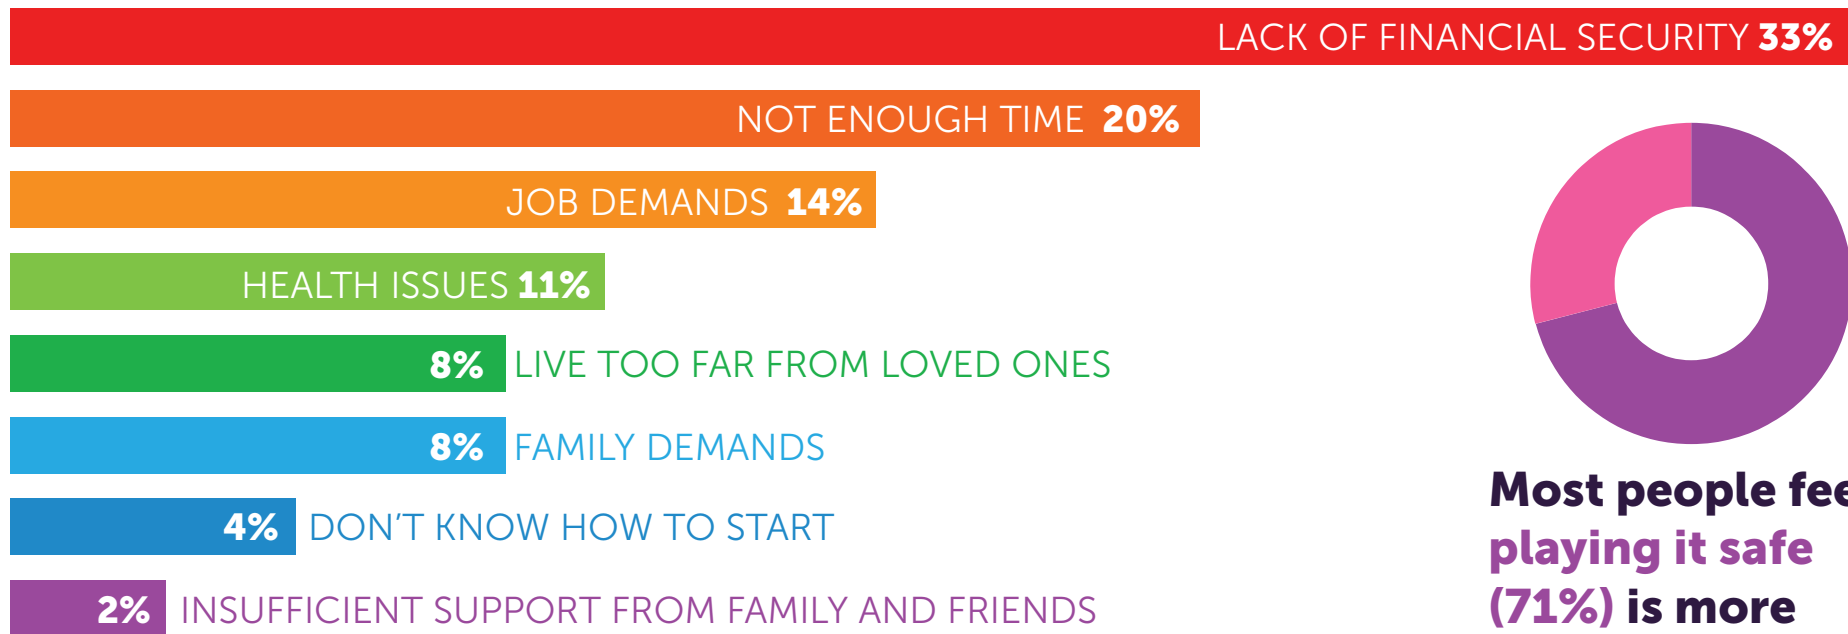 LACK OF FINANCIAL SECURITY 33%
NOT ENOUGH TIME 20%
JOB DEMANDS 14%
HEALTH ISSUES 11%
8% LIVE TOO FAR FROM LOVED ONES
8% FAMILY DEMANDS
4% DON'T KNOW HOW TO START
2% INSUFFICIENT SUPPORT FROM FAMILY AND FRIENDS
Most people fee
playing it safe
(71%) is more